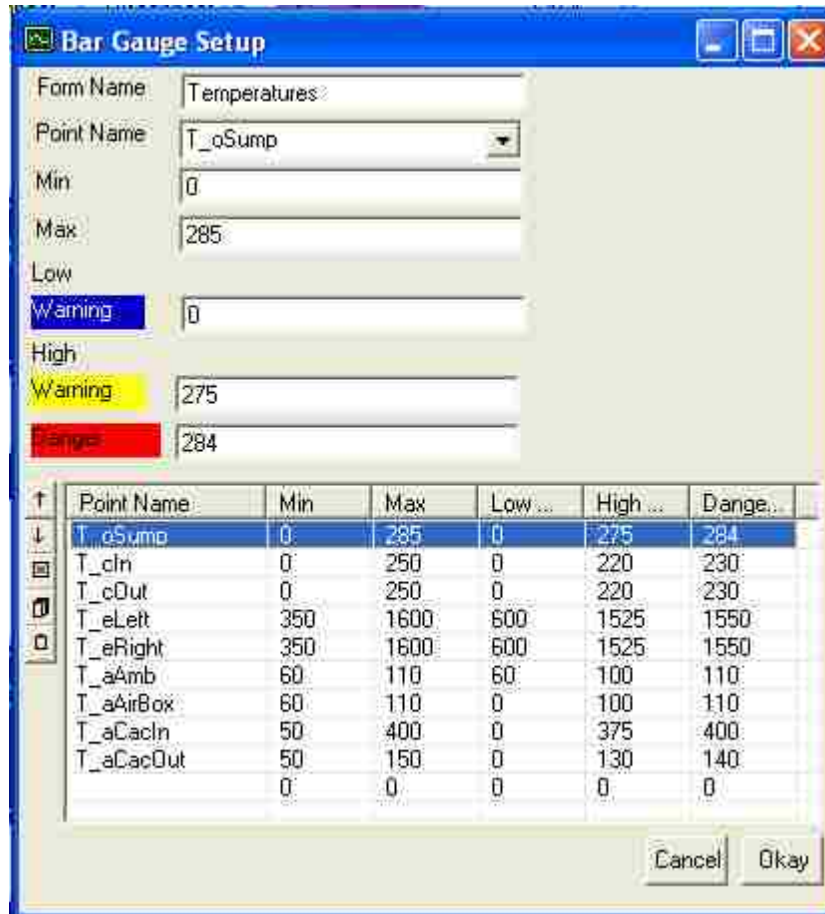 Bar Gauge Setup
Form Name Temperatures
Point Name T_oSump
Min 0
Max 285
Low
Warning 0
High
Warning 275
Danger 284
Point Name Min Max Low ... High ... Dange...
T_oSump 0 285 0 275 284
T_cIn 0 250 0 220 230
T_cOut 0 250 0 220 230
T_eLeft 350 1600 600 1525 1550
T_eRight 350 1600 600 1525 1550
T_aAmb 60 110 60 100 110
T_aAirBox 60 110 0 100 110
T_aCacIn 50 400 0 375 400
T_aCacOut 50 150 0 130 140
0 0 0 0 0
Cancel Okay